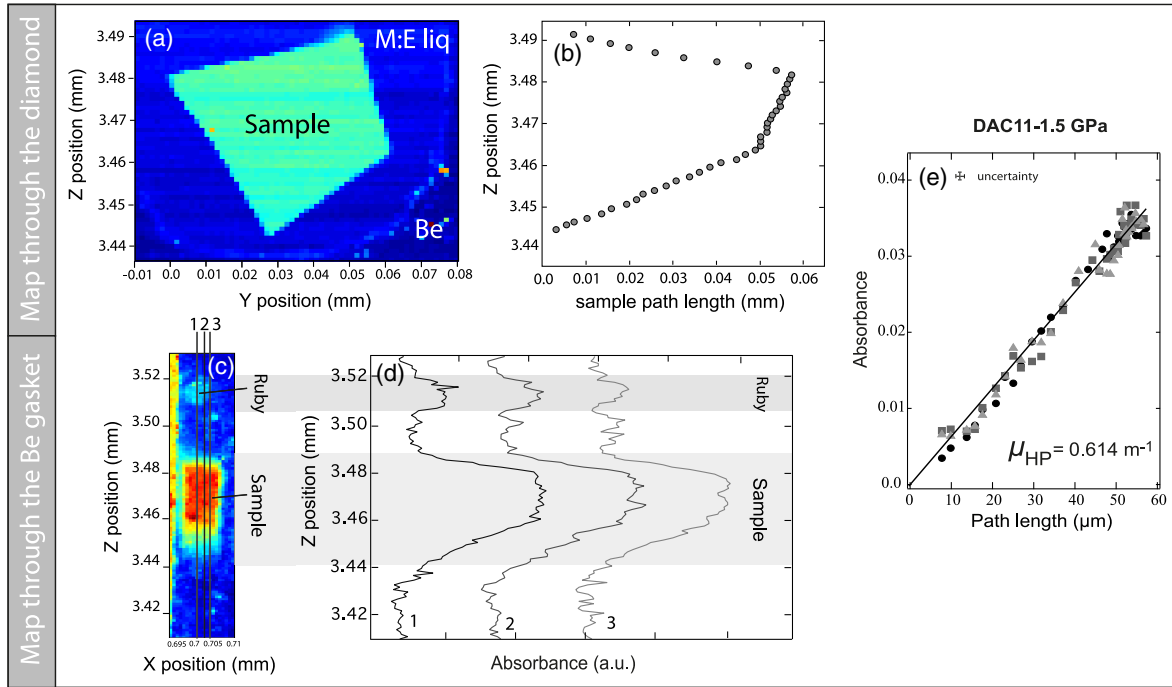 Map through the diamond
(a)
M:E liq
Sample
Be
Z position (mm)
3.49
3.48
3.47
3.46
3.45
3.44
-0.01 0.0 0.01 0.02 0.03 0.04 0.05 0.06 0.07 0.08
Y position (mm)
(b)
Z position (mm)
3.49
3.48
3.47
3.46
3.45
3.44
0.0 0.01 0.02 0.03 0.04 0.05 0.06
sample path length (mm)
Map through the Be gasket
123
(c)
Ruby
Sample
Z position (mm)
3.52
3.50
3.48
3.46
3.44
3.42
0.695 0.7 0.705 0.71
X position (mm)
(d)
Ruby
Sample
Z position (mm)
3.52
3.50
3.48
3.46
3.44
3.42
1 2 3
Absorbance (a.u.)
DAC11-1.5 GPa
(e)
uncertainty
Absorbance
0.04
0.03
0.02
0.01
0.0
μHP = 0.614 m-1
0 10 20 30 40 50 60
Path length (μm)